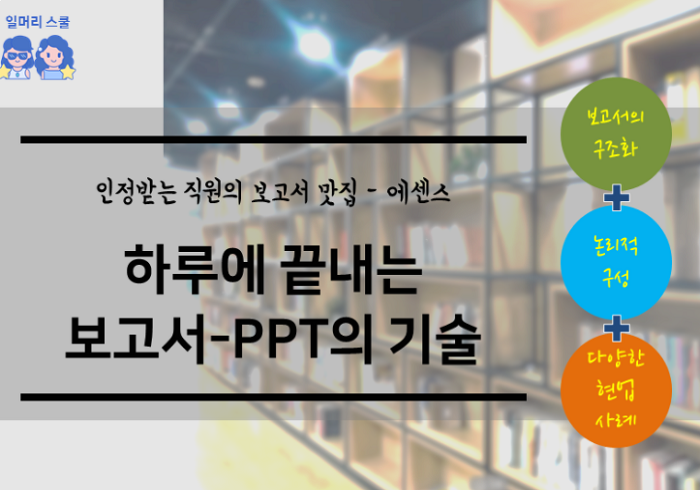 일머리 스쿨
인정받는 직원의 보고서 맛집 - 에센스
하루에 끝내는
보고서-PPT의 기술
보고서의
구조화
논리적
구성
다양한
현업
사례